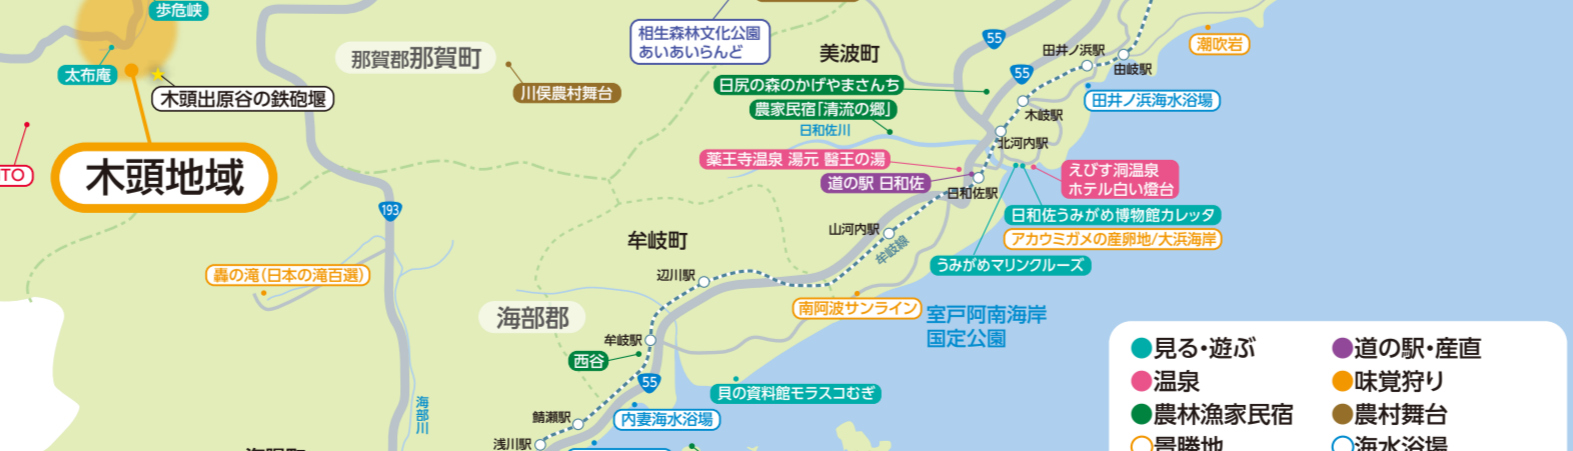 歩危峡
太布庵
木頭出原谷の鉄砲堰
TO
木頭地域
那賀郡那賀町
川俣農村舞台
相生森林文化公園
あいあいらんど
美波町
日尻の森のかげやまさんち
農家民宿「清流の郷」
日和佐川
薬王寺温泉 湯元 醫王の湯
道の駅 日和佐
55
55
田井ノ浜駅
由岐駅
潮吹岩
田井ノ浜海水浴場
木岐駅
北河内駅
日和佐駅
えびす洞温泉
ホテル白い燈台
日和佐うみがめ博物館カレッタ
アカウミガメの産卵地/大浜海岸
うみがめマリンクルーズ
山河内駅
牟岐線
193
牟岐町
辺川駅
轟の滝(日本の滝百選)
海部郡
南阿波サンライン
室戸阿南海岸
国定公園
牟岐駅
西谷
55
貝の資料館モラスコむぎ
内妻海水浴場
鯖瀬駅
浅川駅
海部川
見る・遊ぶ
温泉
農林漁家民宿
景勝地
道の駅・産直
味覚狩り
農村舞台
海水浴場